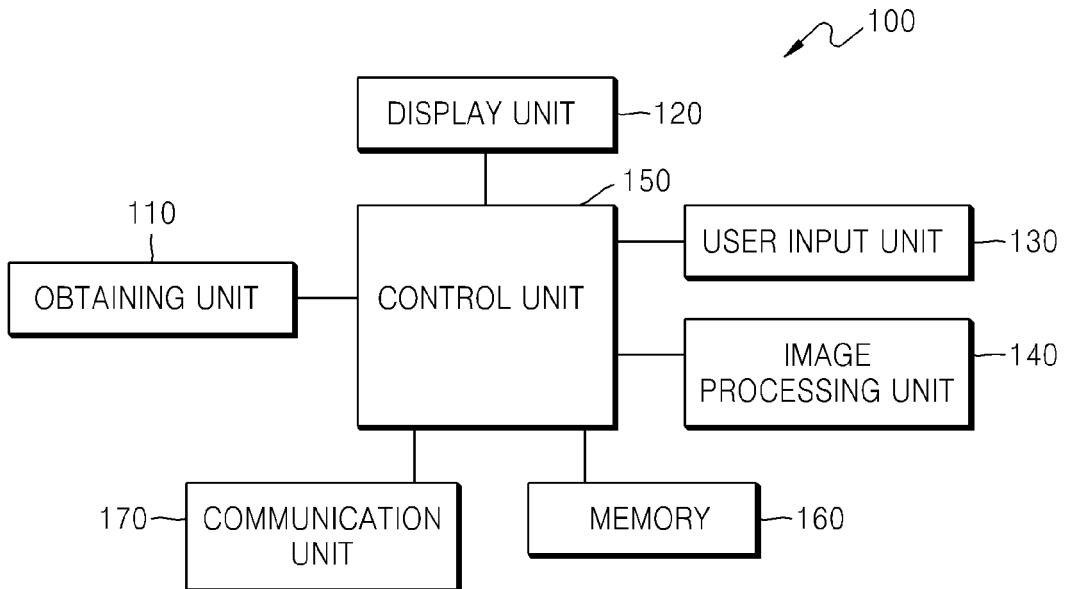 100
DISPLAY UNIT
120
150
110
USER INPUT UNIT
130
OBTAINING UNIT
CONTROL UNIT
IMAGE
PROCESSING UNIT
140
170
COMMUNICATION
UNIT
MEMORY
160